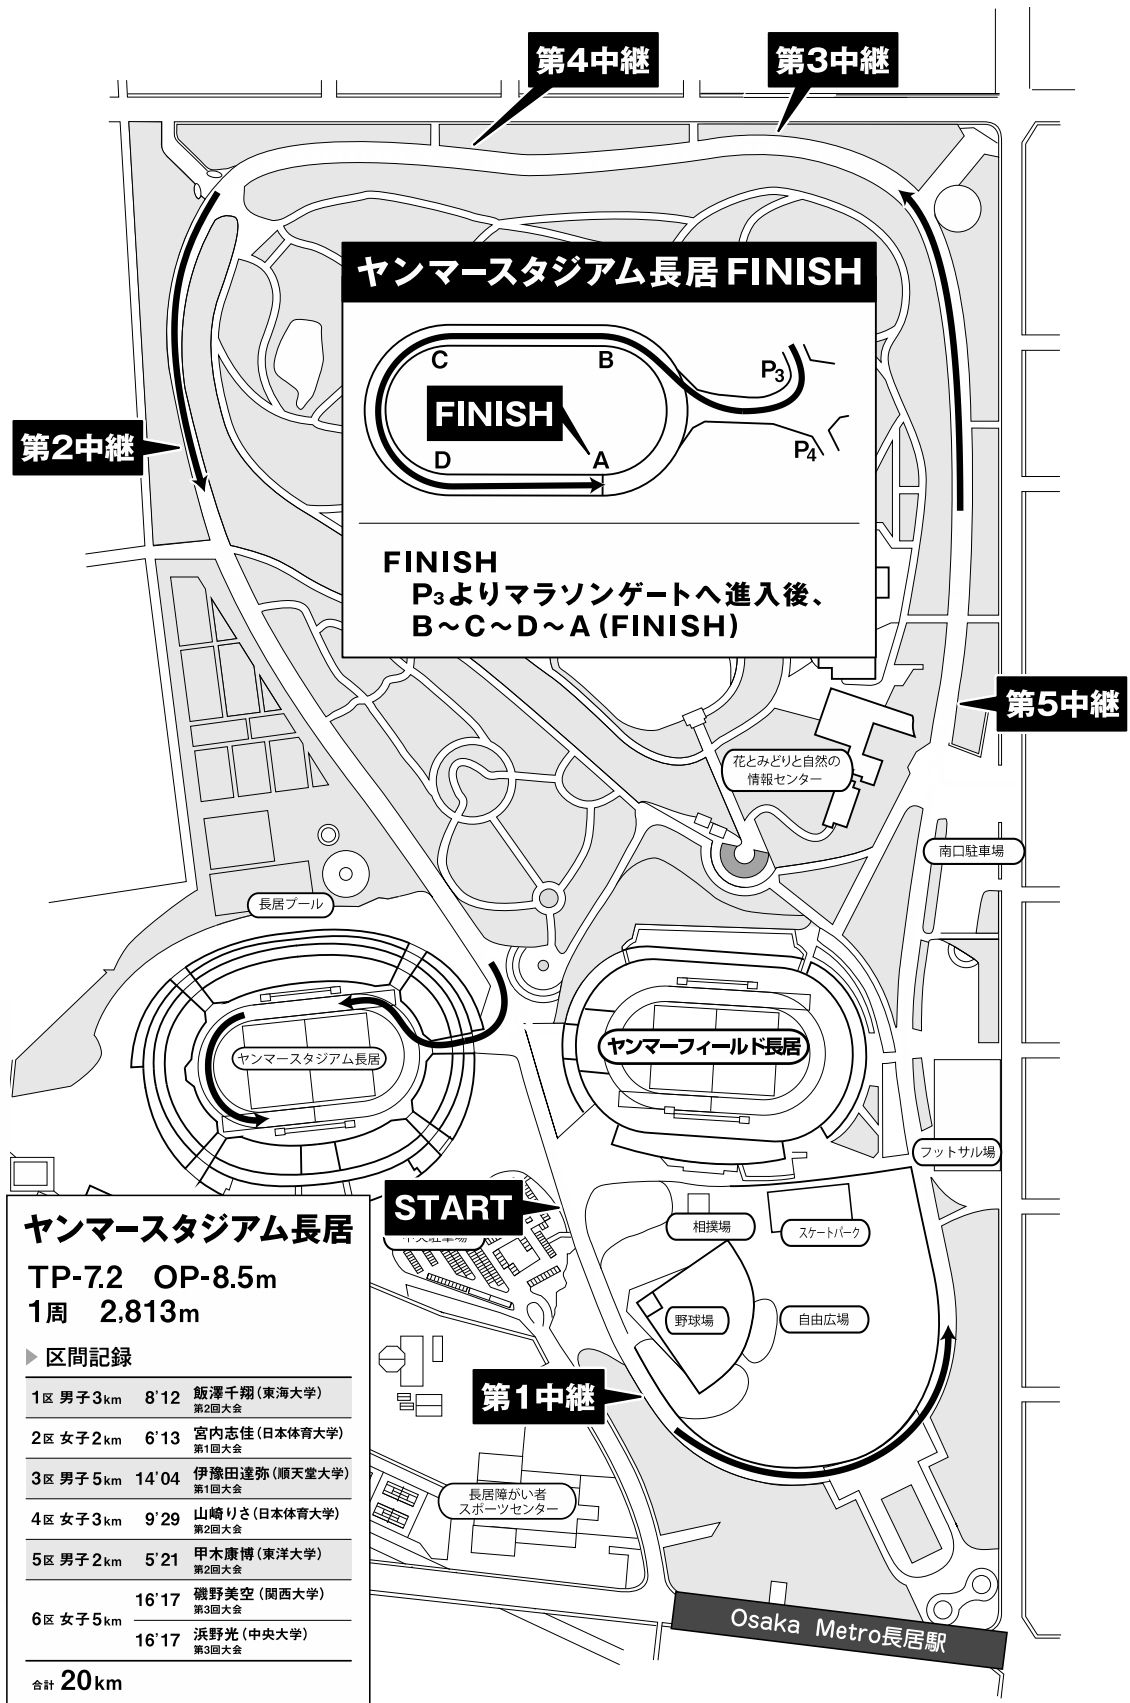 第4中継
第3中継
ヤンマースタジアム長居 FINISH
C
B
P3
FINISH
D
A
P4
第2中継
FINISH
P3よりマラソンゲートへ進入後、
B～C～D～A (FINISH)
第5中継
花とみどりと自然の
情報センター
南口駐車場
長居プール
ヤンマースタジアム長居
ヤンマーフィールド長居
フットサル場
START
相撲場
スケートパーク
野球場
自由広場
第1中継
長居障がい者
スポーツセンター
Osaka Metro長居駅
ヤンマースタジアム長居
TP-7.2 OP-8.5m
1周 2,813m
▶ 区間記録
1区 男子3km 8'12 飯澤千翔(東海大学)
第2回大会
2区 女子2km 6'13 宮内志佳(日本体育大学)
第1回大会
3区 男子5km 14'04 伊豫田達弥(順天堂大学)
第1回大会
4区 女子3km 9'29 山崎りさ(日本体育大学)
第2回大会
5区 男子2km 5'21 甲木康博(東洋大学)
第2回大会
6区 女子5km 16'17 磯野美空(関西大学)
第3回大会
16'17 浜野光(中央大学)
第3回大会
合計 20km